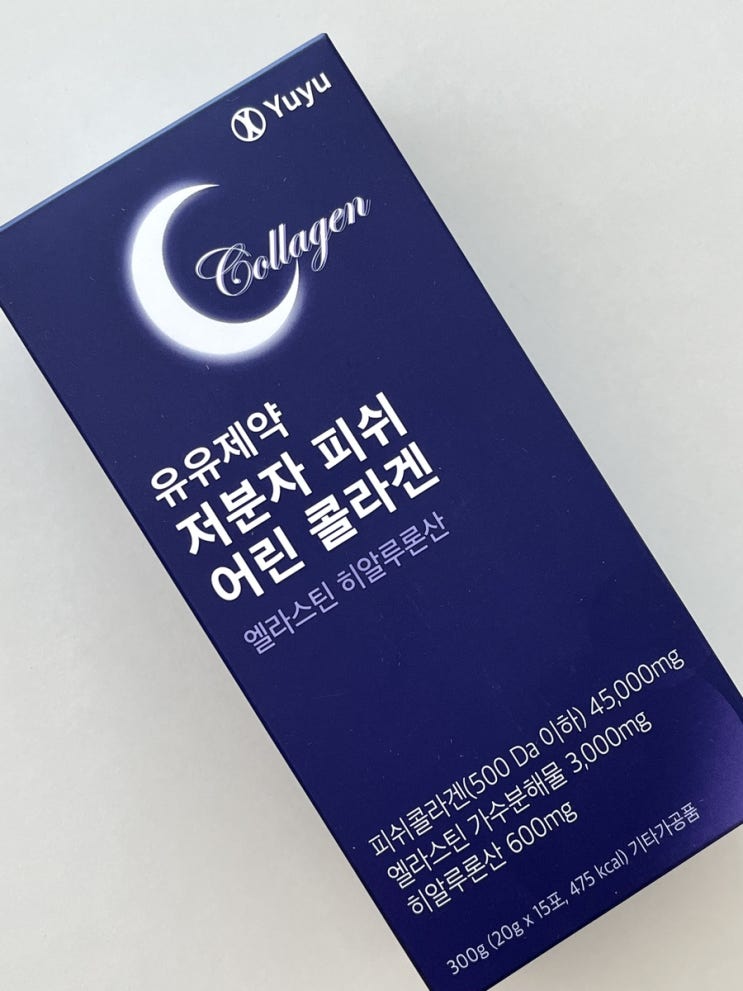 Yuyu
Collagen
유유제약
저분자 피쉬
어린 콜라겐
엘라스틴 히알루론산
피쉬콜라겐(500 Da 이하) 45,000mg
엘라스틴 가수분해물 3,000mg
히알루론산 600mg
300g (20g x 15포, 475 kcal) 기타가공품